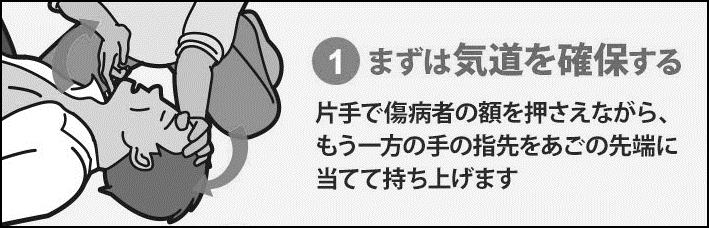 1 まずは気道を確保する
片手で傷病者の額を押さえながら、
もう一方の手の指先をあごの先端に
当てて持ち上げます